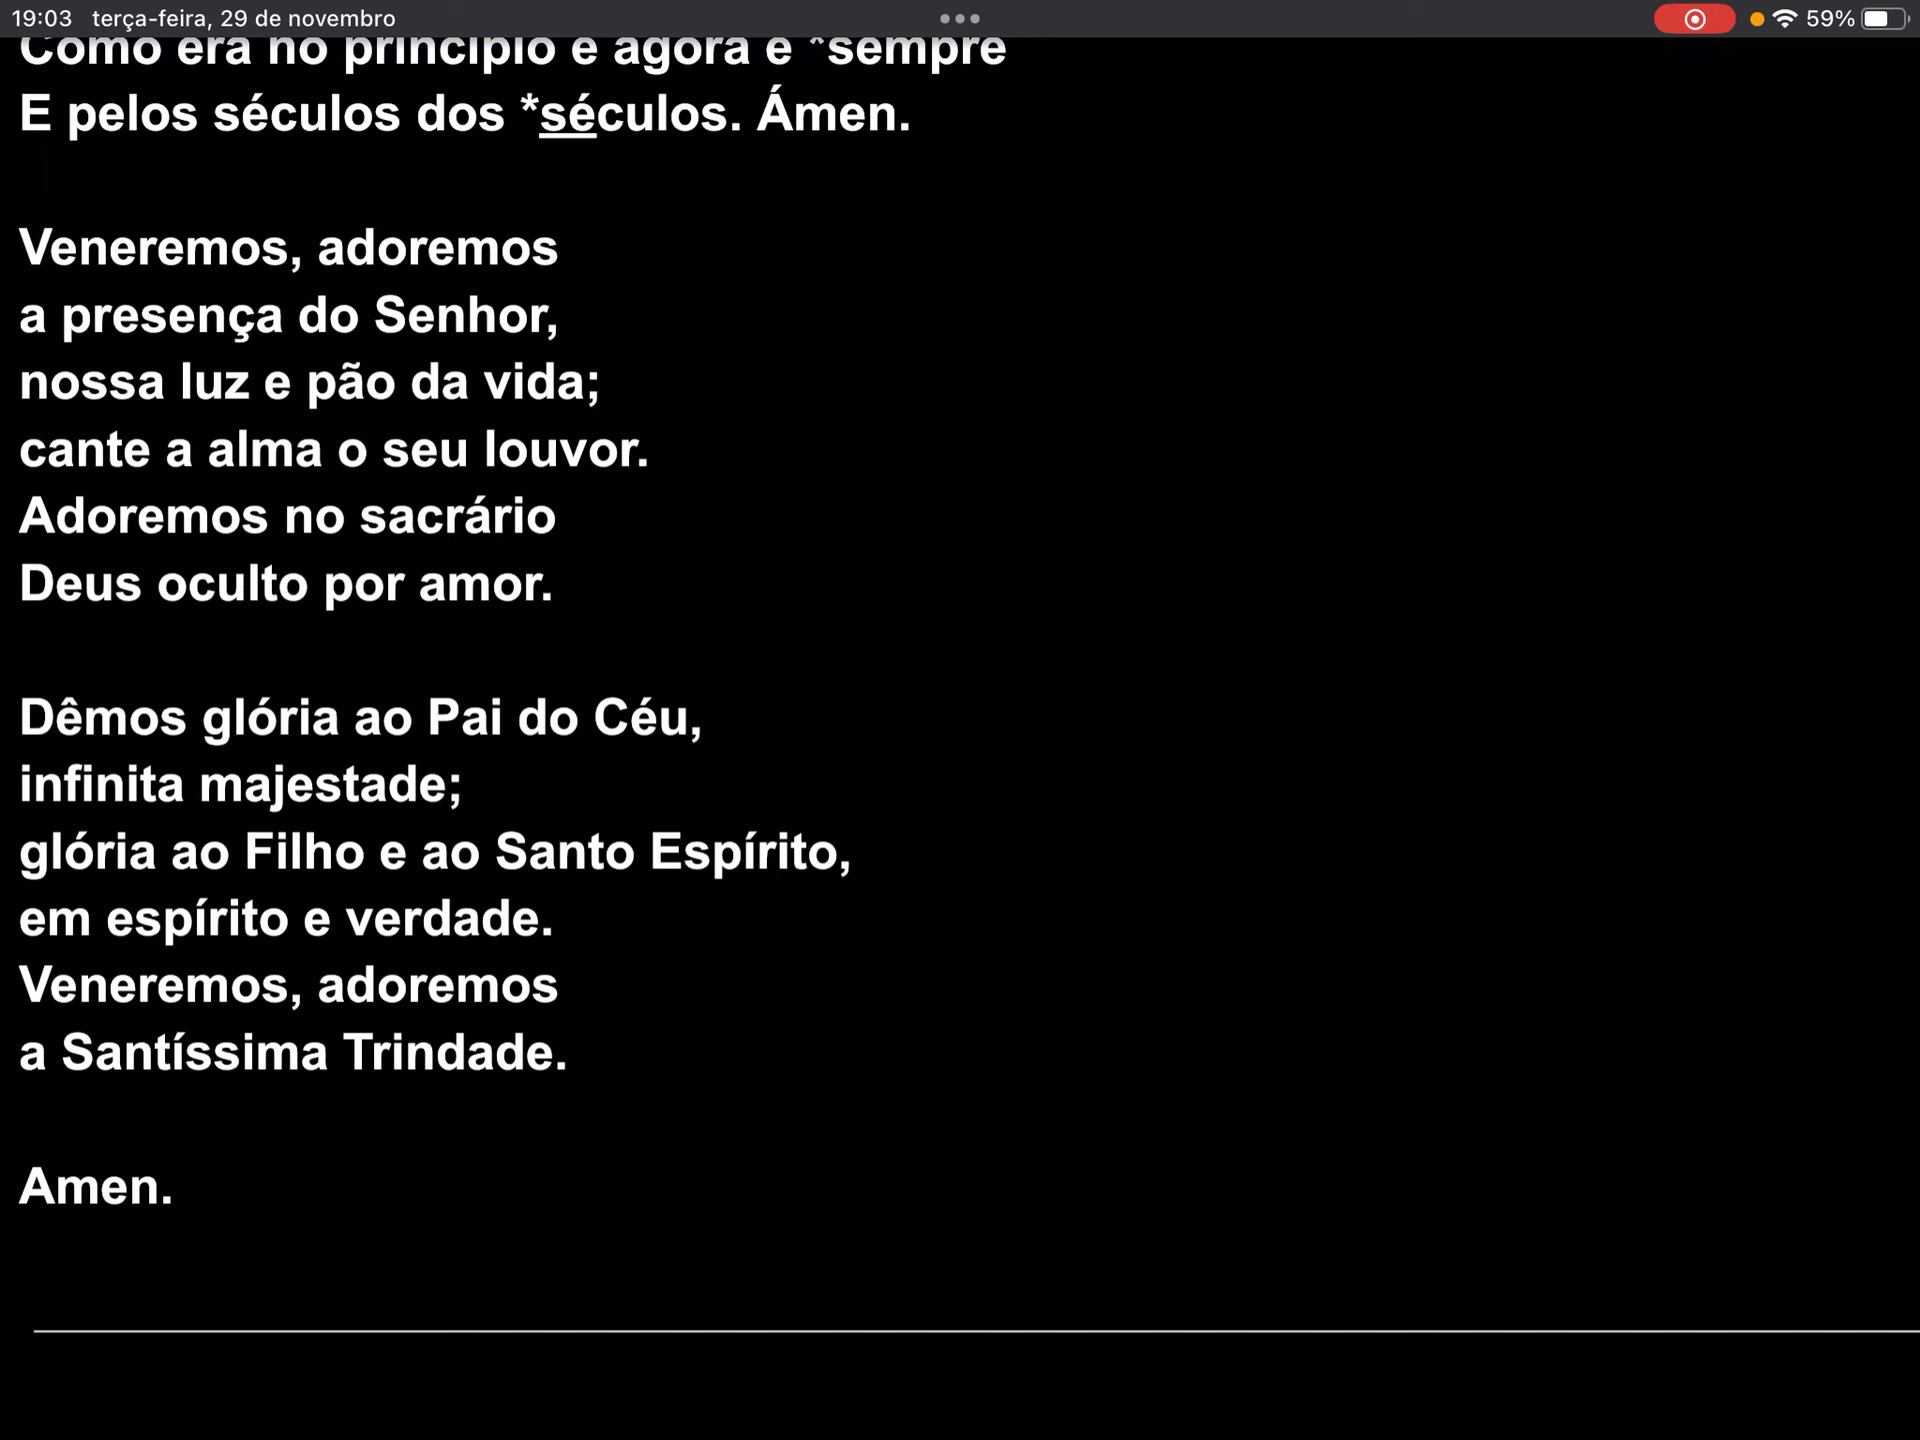 19:03 terça-feira, 29 de novembro
59%
Como era no princípio e agora e *sempre
E pelos séculos dos *séculos. Ámen.
Veneremos, adoremos
a presença do Senhor,
nossa luz e pão da vida;
cante a alma o seu louvor.
Adoremos no sacrário
Deus oculto por amor.
Dêmos glória ao Pai do Céu,
infinita majestade;
glória ao Filho e ao Santo Espírito,
em espírito e verdade.
Veneremos, adoremos
a Santíssima Trindade.
Amen.